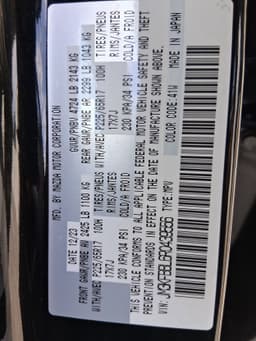 MFD. BY MAZDA MOTOR CORPORATION
DATE: 12/23 GVWR/PNBV 4724 LB 2143 KG
FRONT GAWR/PNBE AV 2425 LB 1100 KG REAR GAWR/PNBE AR 2299 LB 1043 KG
WITH/AVEC P225/65R17 100H TIRES/PNEUS WITH/AVEC P225/65R17 100H TIRES/PNEUS
17X7J RIMS/JANTES 17X7J RIMS/JANTES
230 KPA/34 PSI COLD/A FROID 230 KPA/34 PSI COLD/A FROID
THIS VEHICLE CONFORMS TO ALL APPLICABLE FEDERAL MOTOR VEHICLE SAFETY AND THEFT
PREVENTION STANDARDS IN EFFECT ON THE DATE OF MANUFACTURE SHOWN ABOVE.
TYPE:MPV COLOR CODE:41W
MADE IN JAPAN